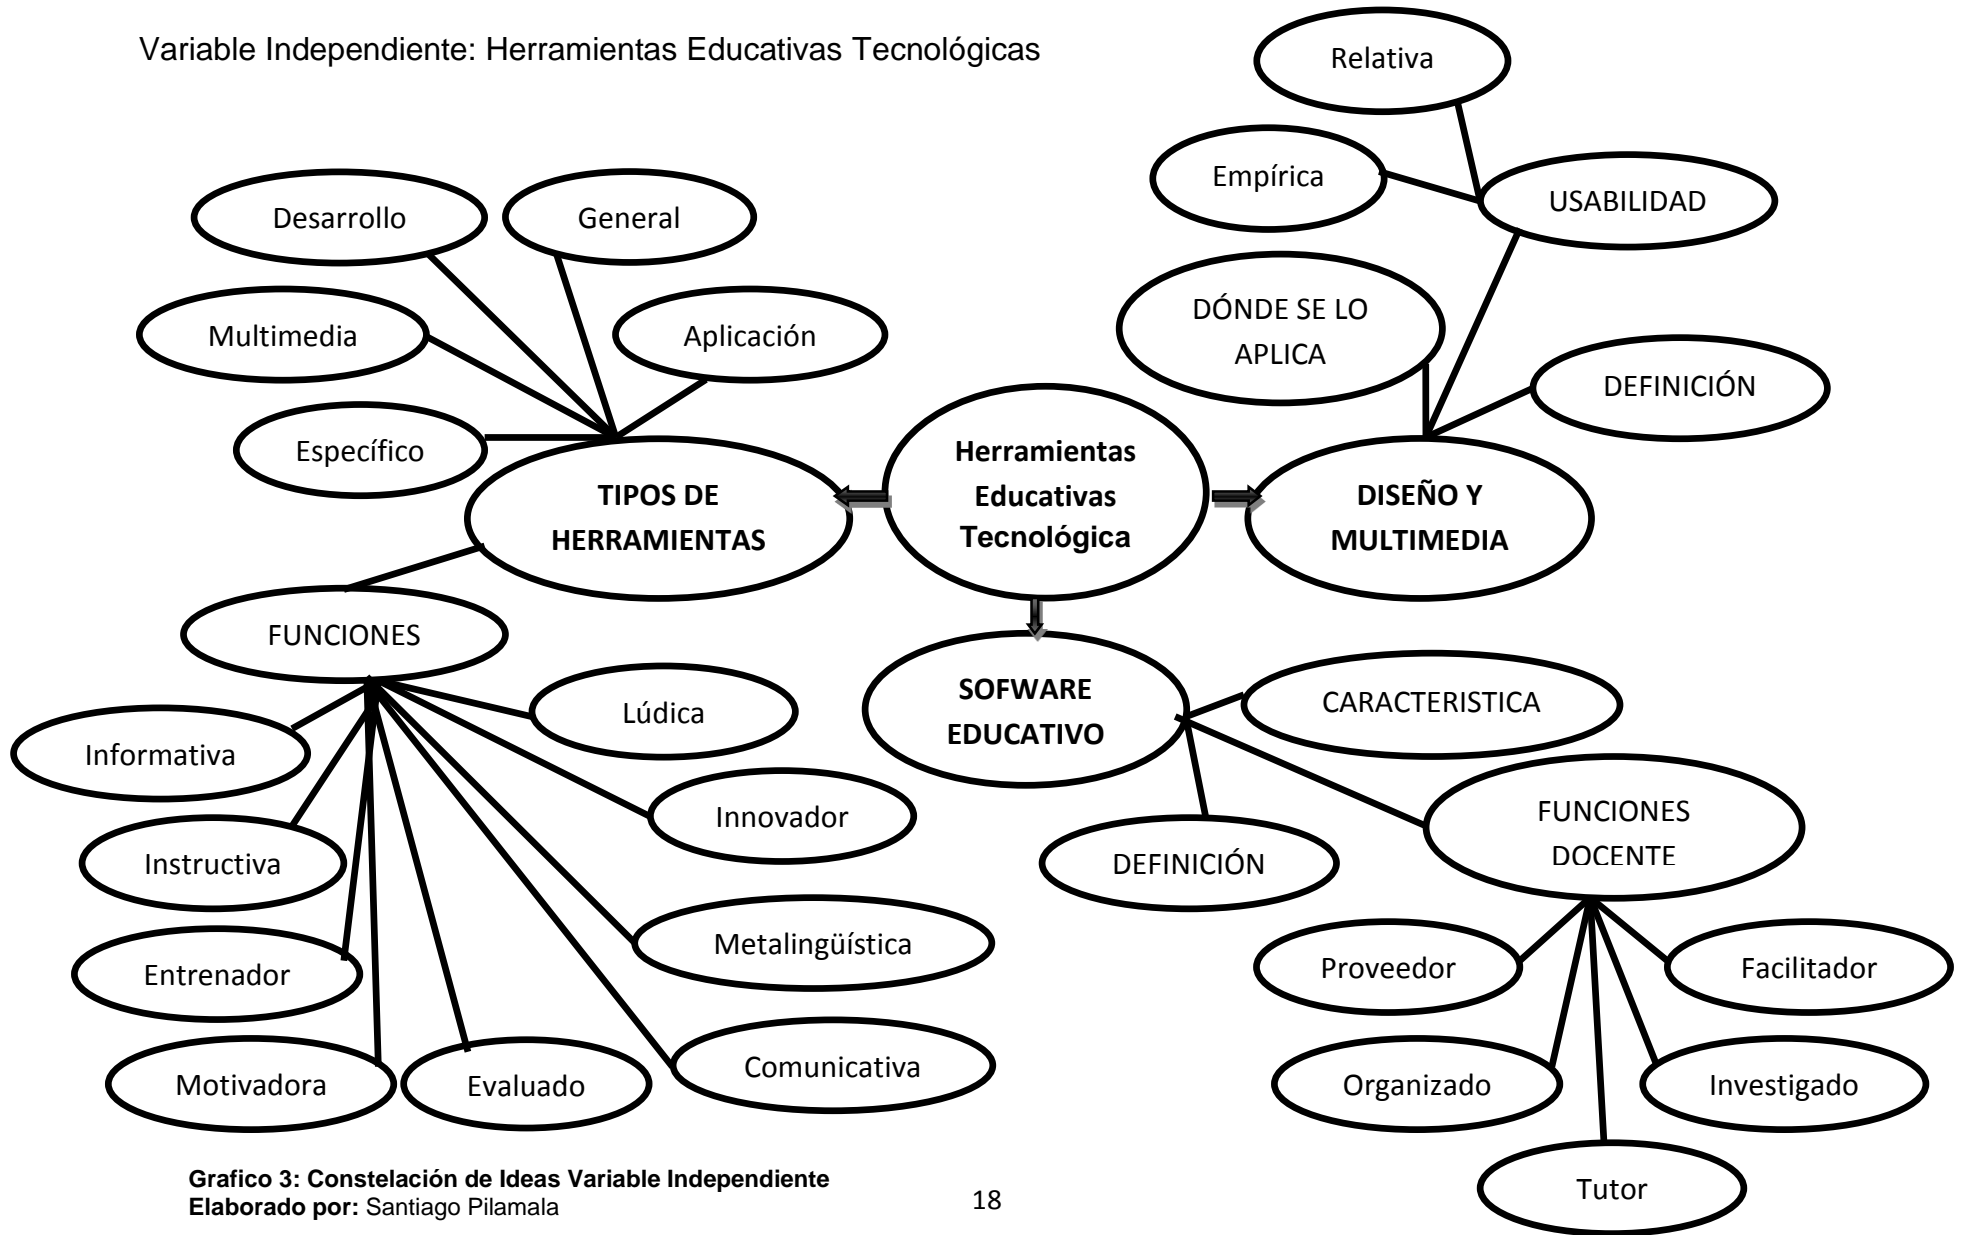 Variable Independiente: Herramientas Educativas Tecnológicas
Relativa
Empírica
USABILIDAD
Desarrollo
General
DÓNDE SE LO
APLICA
Multimedia
Aplicación
DEFINICIÓN
Específico
Herramientas
Educativas
Tecnológica
TIPOS DE
HERRAMIENTAS
DISEÑO Y
MULTIMEDIA
FUNCIONES
SOFWARE
EDUCATIVO
CARACTERISTICA
Lúdica
Informativa
Innovador
FUNCIONES
DOCENTE
Instructiva
DEFINICIÓN
Metalingüística
Entrenador
Proveedor
Facilitador
Comunicativa
Motivadora
Evaluado
Organizado
Investigado
Tutor
Grafico 3: Constelación de Ideas Variable Independiente
Elaborado por: Santiago Pilamala
18